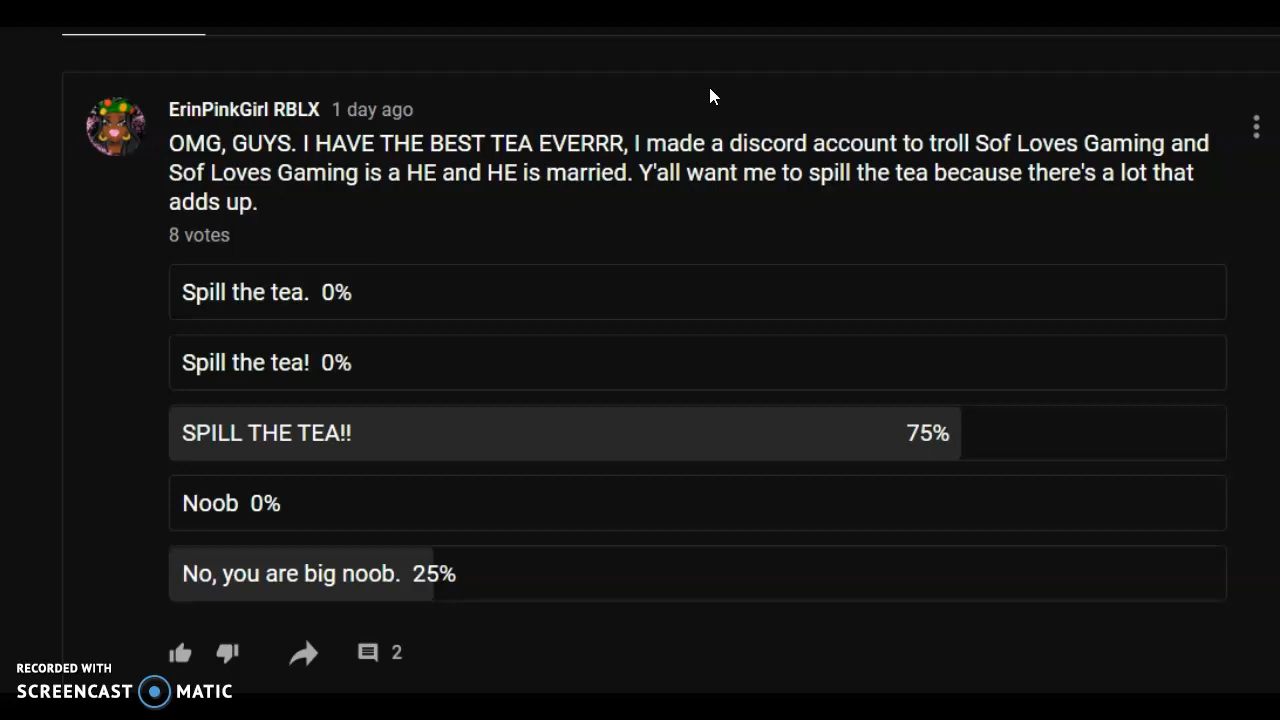 ErinPinkGirl RBLX 1 day ago
OMG, GUYS. I HAVE THE BEST TEA EVERRR, I made a discord account to troll Sof Loves Gaming and
Sof Loves Gaming is a HE and HE is married. Y'all want me to spill the tea because there's a lot that
adds up.
8 votes
Spill the tea. 0%
Spill the tea! 0%
SPILL THE TEA!! 75%
Noob 0%
No, you are big noob. 25%
2
RECORDED WITH
SCREENCAST MATIC